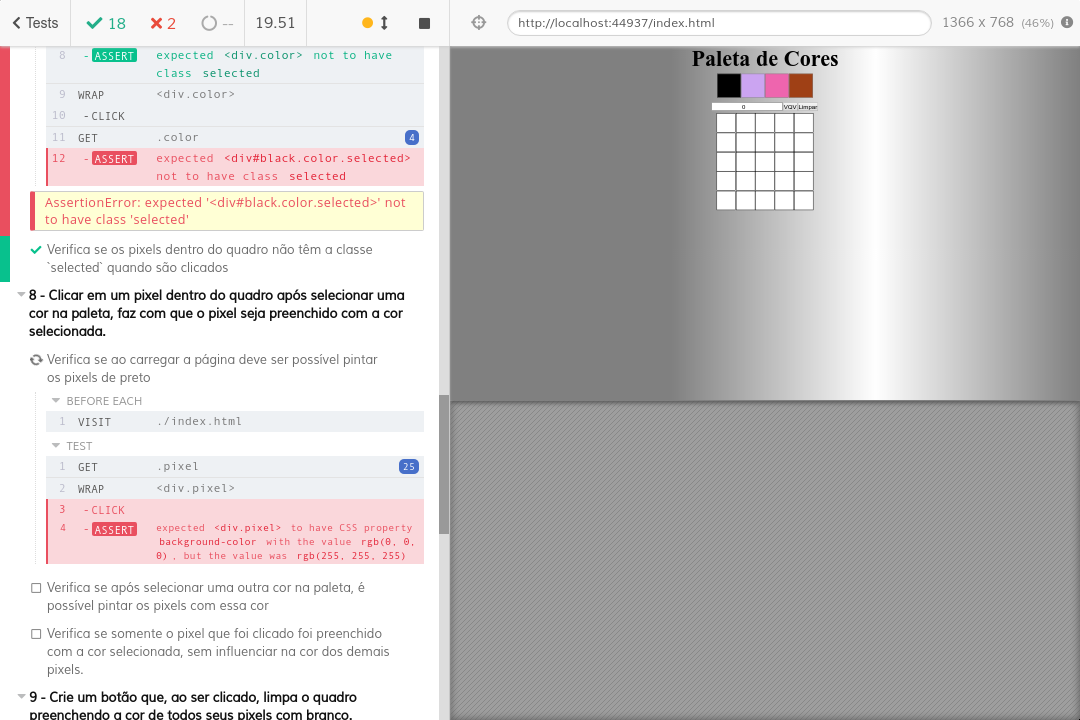 Tests 18 2 -- 19.51 http://localhost:44937/index.html 1366 x 768 (46%)
8 - ASSERT expected <div.color> not to have
class selected
9 WRAP <div.color>
10 - CLICK
11 GET .color 4
12 - ASSERT expected <div#black.color.selected>
not to have class selected
AssertionError: expected '<div#black.color.selected>' not
to have class 'selected'
Verifica se os pixels dentro do quadro não têm a classe
`selected` quando são clicados
8 - Clicar em um pixel dentro do quadro após selecionar uma
cor na paleta, faz com que o pixel seja preenchido com a cor
selecionada.
Verifica se ao carregar a página deve ser possível pintar
os pixels de preto
BEFORE EACH
1 VISIT ./index.html
TEST
1 GET .pixel 25
2 WRAP <div.pixel>
3 - CLICK
4 - ASSERT expected <div.pixel> to have CSS property
background-color with the value rgb(0, 0,
0) , but the value was rgb(255, 255, 255)
Verifica se após selecionar uma outra cor na paleta, é
possível pintar os pixels com essa cor
Verifica se somente o pixel que foi clicado foi preenchido
com a cor selecionada, sem influenciar na cor dos demais
pixels.
9 - Crie um botão que, ao ser clicado, limpa o quadro
preenchendo a cor de todos seus pixels com branco.
Paleta de Cores
0 VQV Limpar